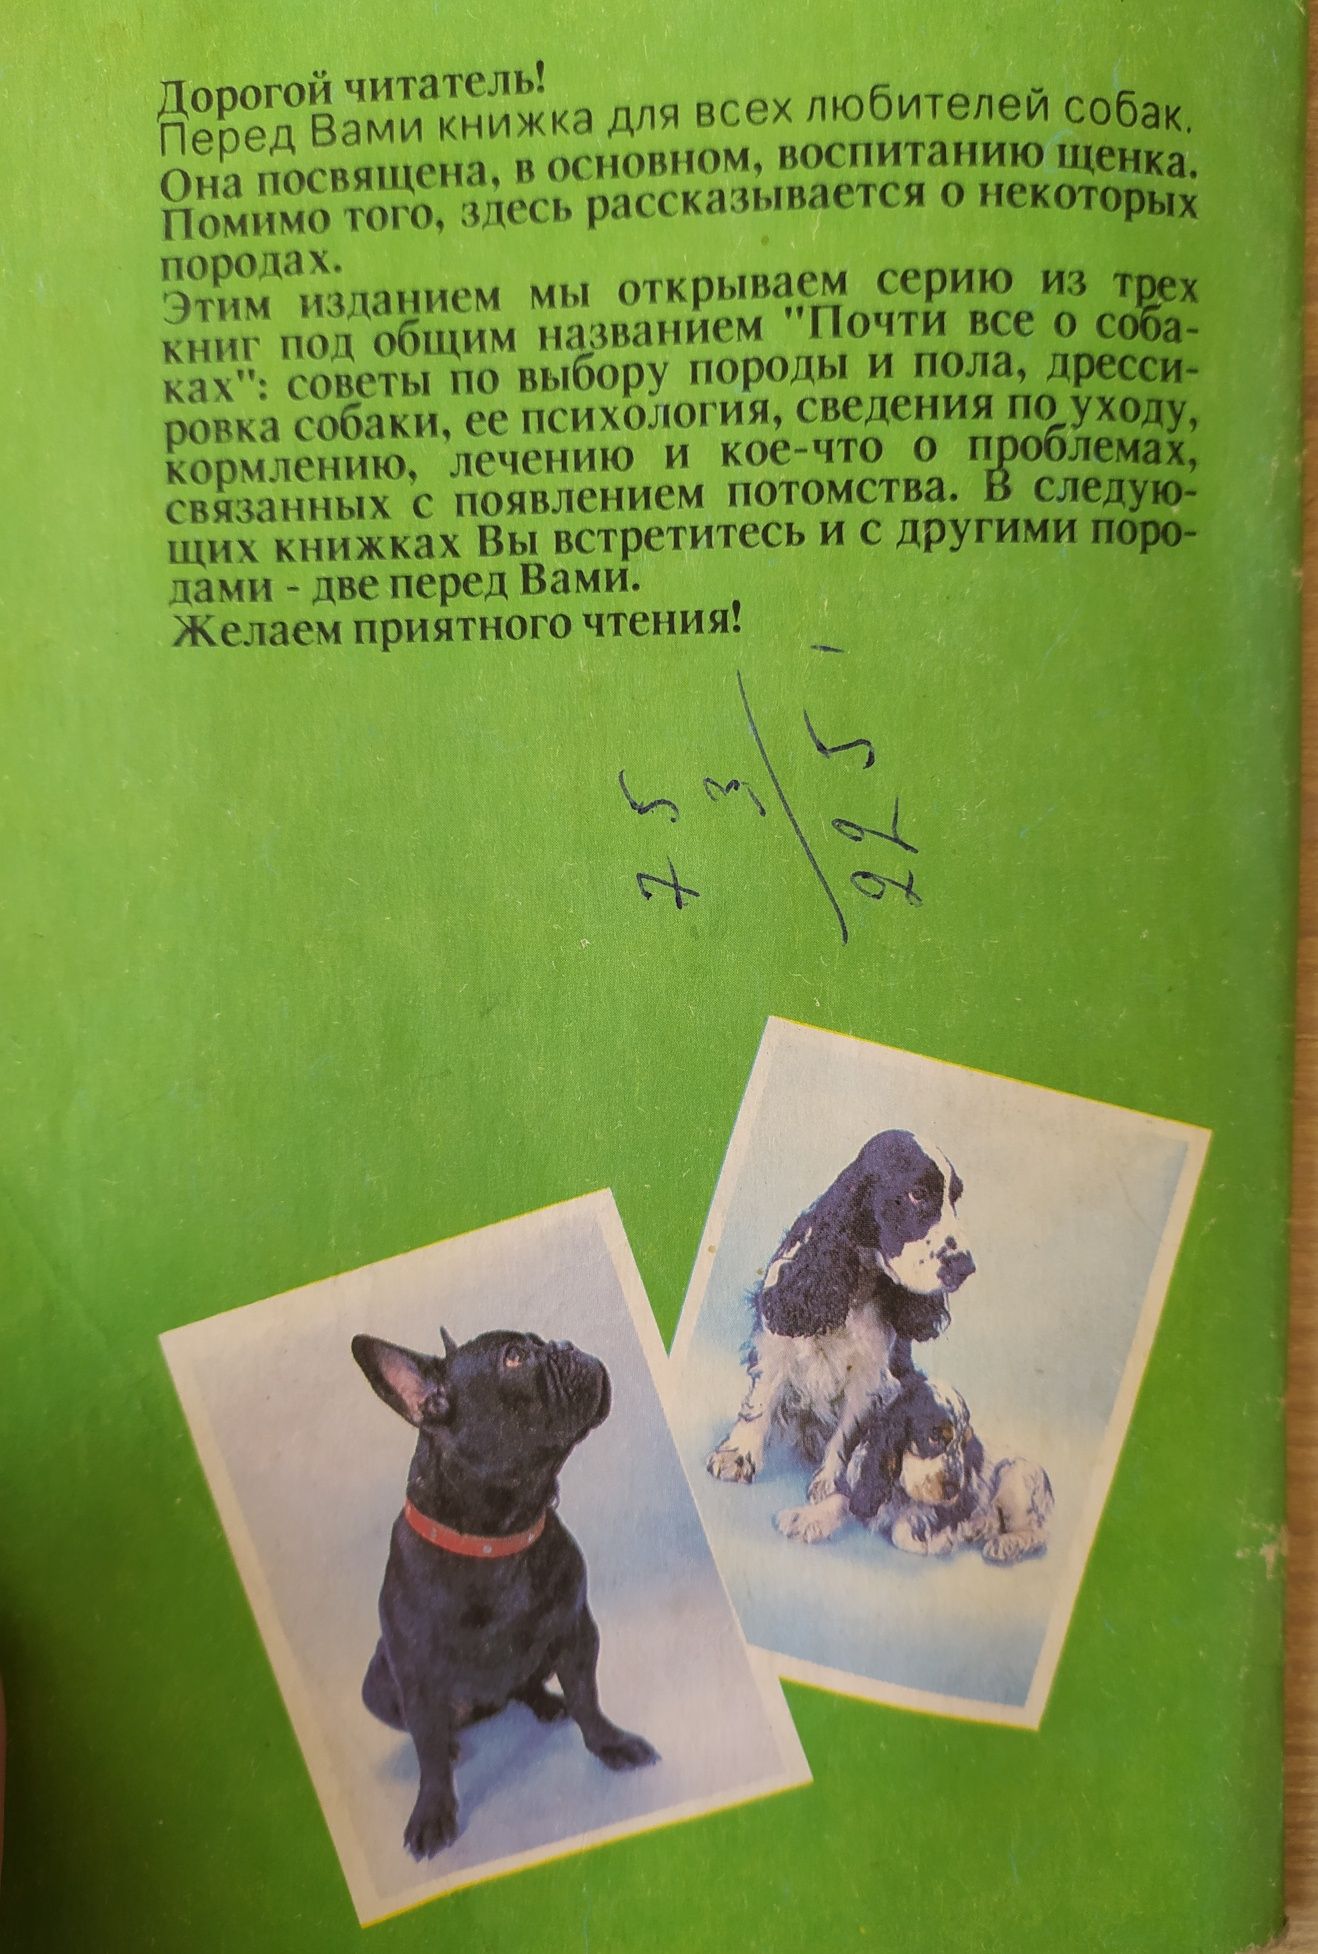 Дорогой читатель!
Перед Вами книжка для всех любителей собак.
Она посвящена, в основном, воспитанию щенка.
Помимо того, здесь рассказывается о некоторых
породах.
Этим изданием мы открываем серию из трех
книг под общим названием "Почти все о соба-
ках": советы по выбору породы и пола, дресси-
ровка собаки, ее психология, сведения по уходу,
кормлению, лечению и кое-что о проблемах,
связанных с появлением потомства. В следую-
щих книжках Вы встретитесь и с другими поро-
дами - две перед Вами.
Желаем приятного чтения!
75
3
225